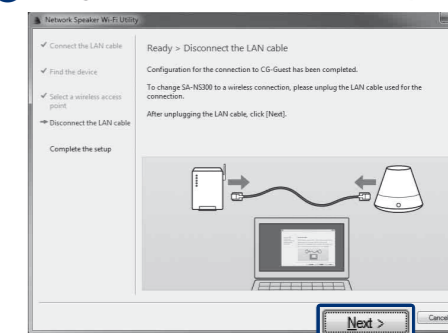 Network Speaker Wi-Fi Utility
Connect the LAN cable
Find the device
Select a wireless access
point
Disconnect the LAN cable
Complete the setup
Ready > Disconnect the LAN cable
Configuration for the connection to CG-Guest has been completed.
To change SA-NS300 to a wireless connection, please unplug the LAN cable used for the
connection.
After unplugging the LAN cable, click [Next].
Next >
Cancel